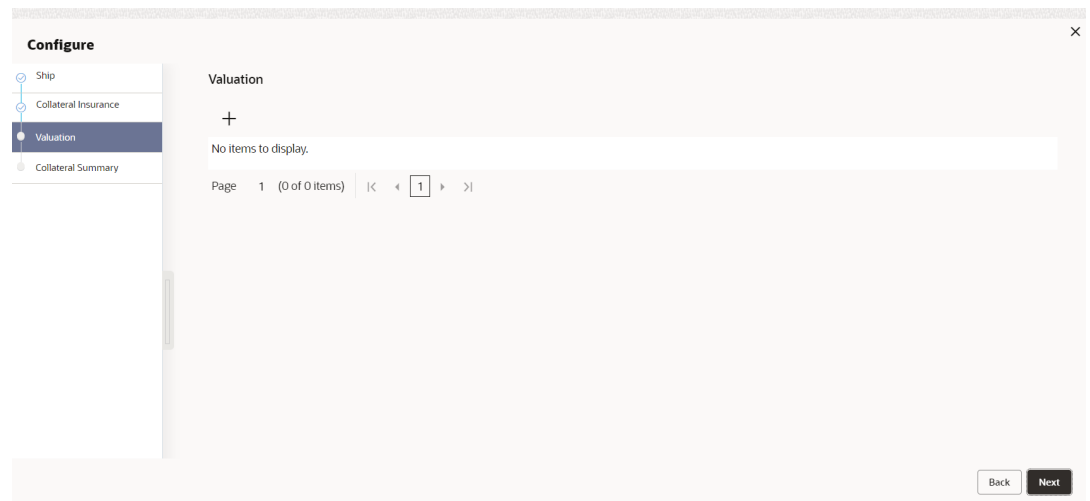 Configure
Ship
Collateral Insurance
Valuation
Collateral Summary
Valuation
No items to display.
Page 1 (0 of 0 items) 1
Back Next